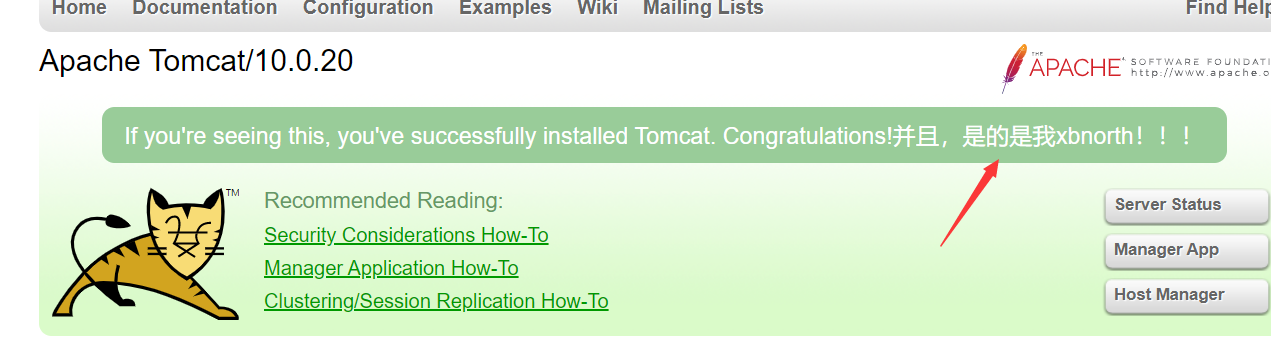 Home Documentation Configuration Examples Wiki Mailing Lists Find Help
Apache Tomcat/10.0.20
THE APACHE SOFTWARE FOUNDATI
http://www.apache.o
If you're seeing this, you've successfully installed Tomcat. Congratulations!并且，是的是我xbnorth！！！
TM
Recommended Reading:
Security Considerations How-To
Manager Application How-To
Clustering/Session Replication How-To
Server Status
Manager App
Host Manager